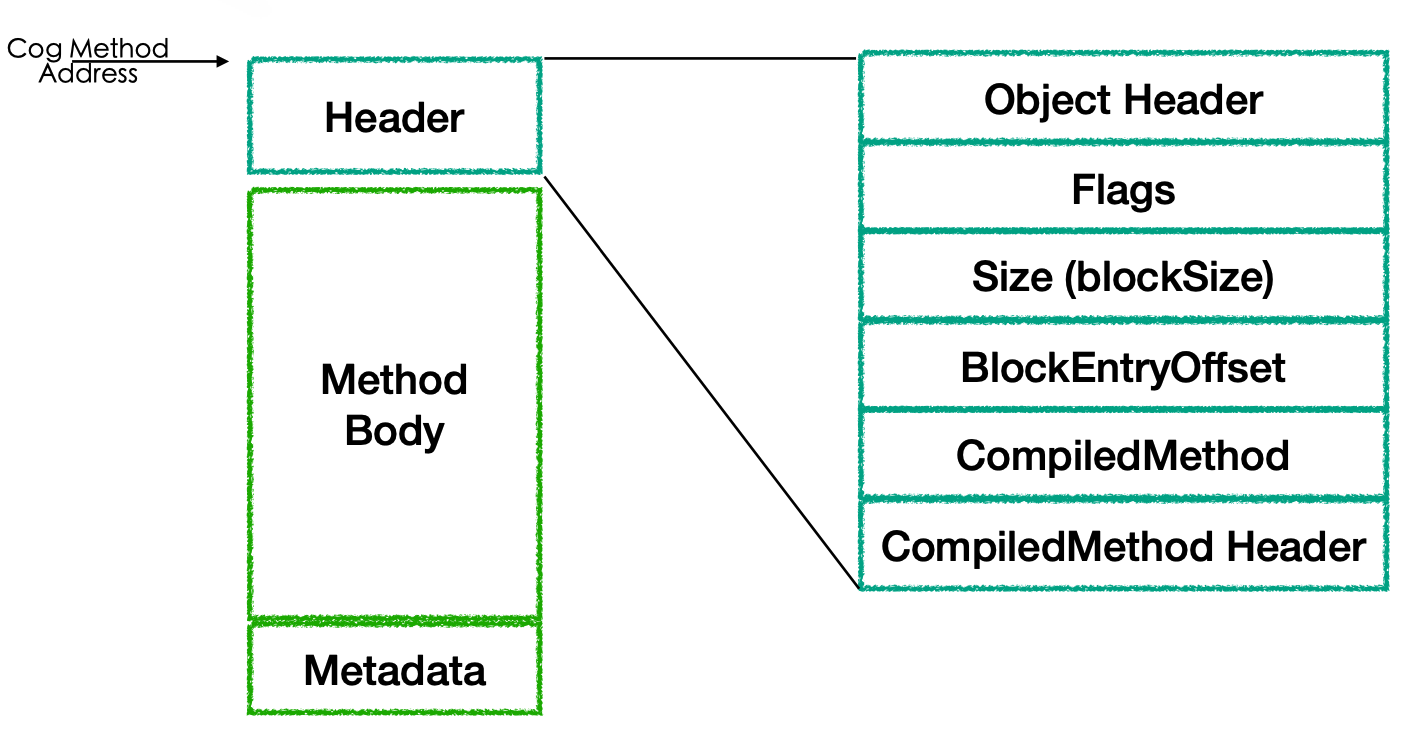 Cog Method
Address
Header
Method
Body
Metadata
Object Header
Flags
Size (blockSize)
BlockEntryOffset
CompiledMethod
CompiledMethod Header